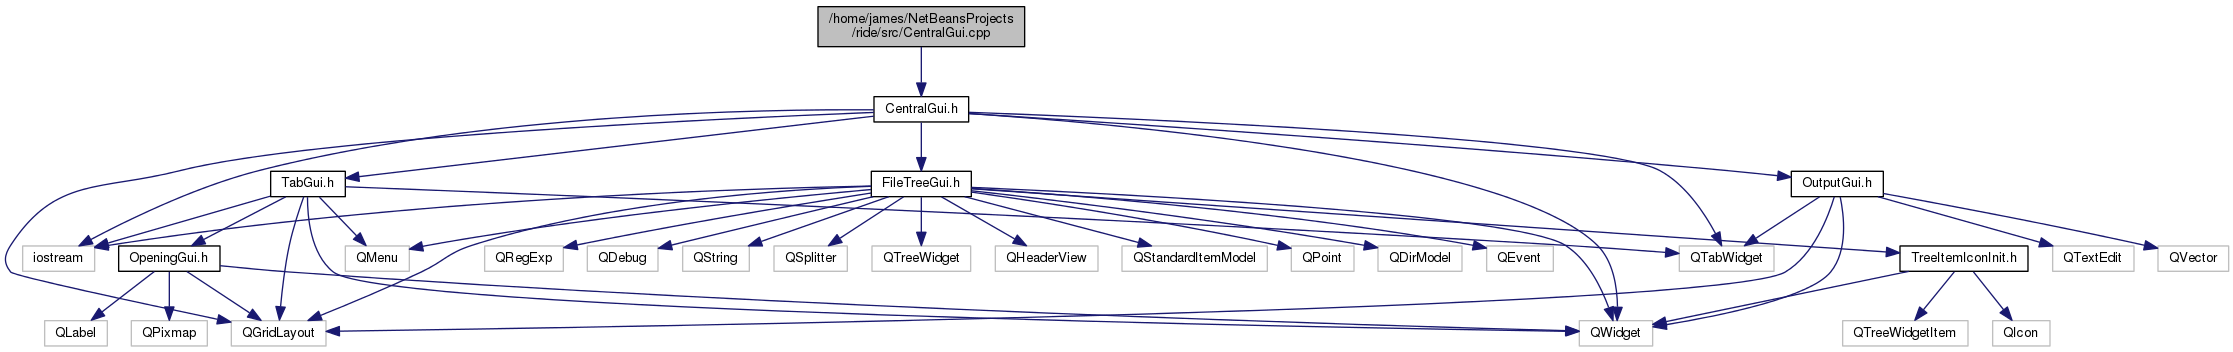 /home/james/NetBeansProjects
/ride/src/CentralGui.cpp
CentralGui.h
TabGui.h
FileTreeGui.h
OutputGui.h
iostream
OpeningGui.h
QMenu
QRegExp
QDebug
QString
QSplitter
QTreeWidget
QHeaderView
QStandardItemModel
QPoint
QDirModel
QEvent
QTabWidget
TreeItemIconInit.h
QTextEdit
QVector
QLabel
QPixmap
QGridLayout
QWidget
QTreeWidgetItem
QIcon